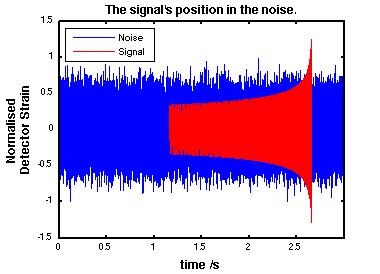 The signal's position in the noise.
Noise
Signal
Normalised
Detector Strain
1.5
1
0.5
0
-0.5
-1
-1.5
0 0.5 1 1.5 2 2.5
time /s